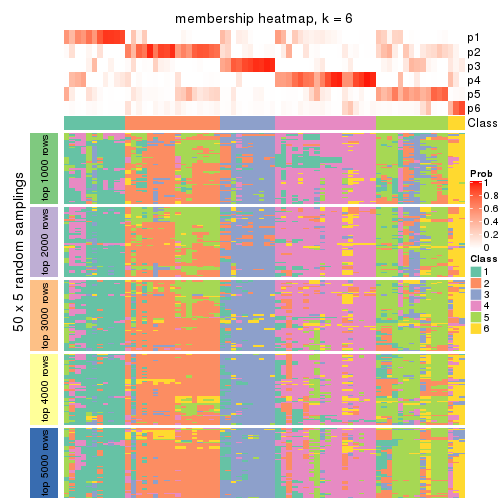 membership heatmap, k = 6
p1
p2
p3
p4
p5
p6
Class
50 x 5 random samplings
top 1000 rows
top 2000 rows
top 3000 rows
top 4000 rows
top 5000 rows
Prob
1
0.8
0.6
0.4
0.2
0
Class
1
2
3
4
5
6